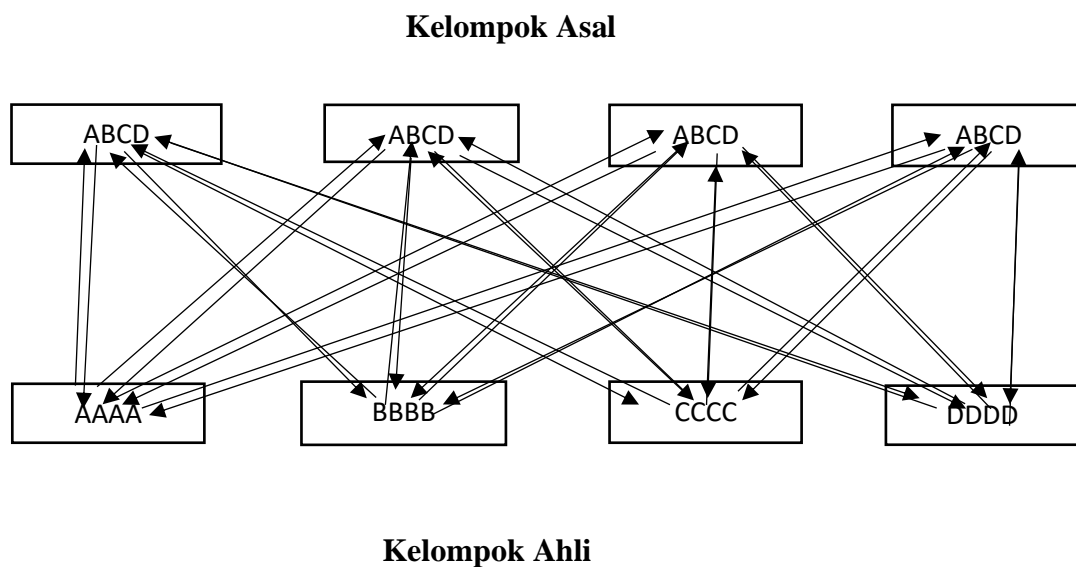 Kelompok Asal
ABCD ABCD ABCD ABCD
AAAA BBBB CCCC DDDD
Kelompok Ahli